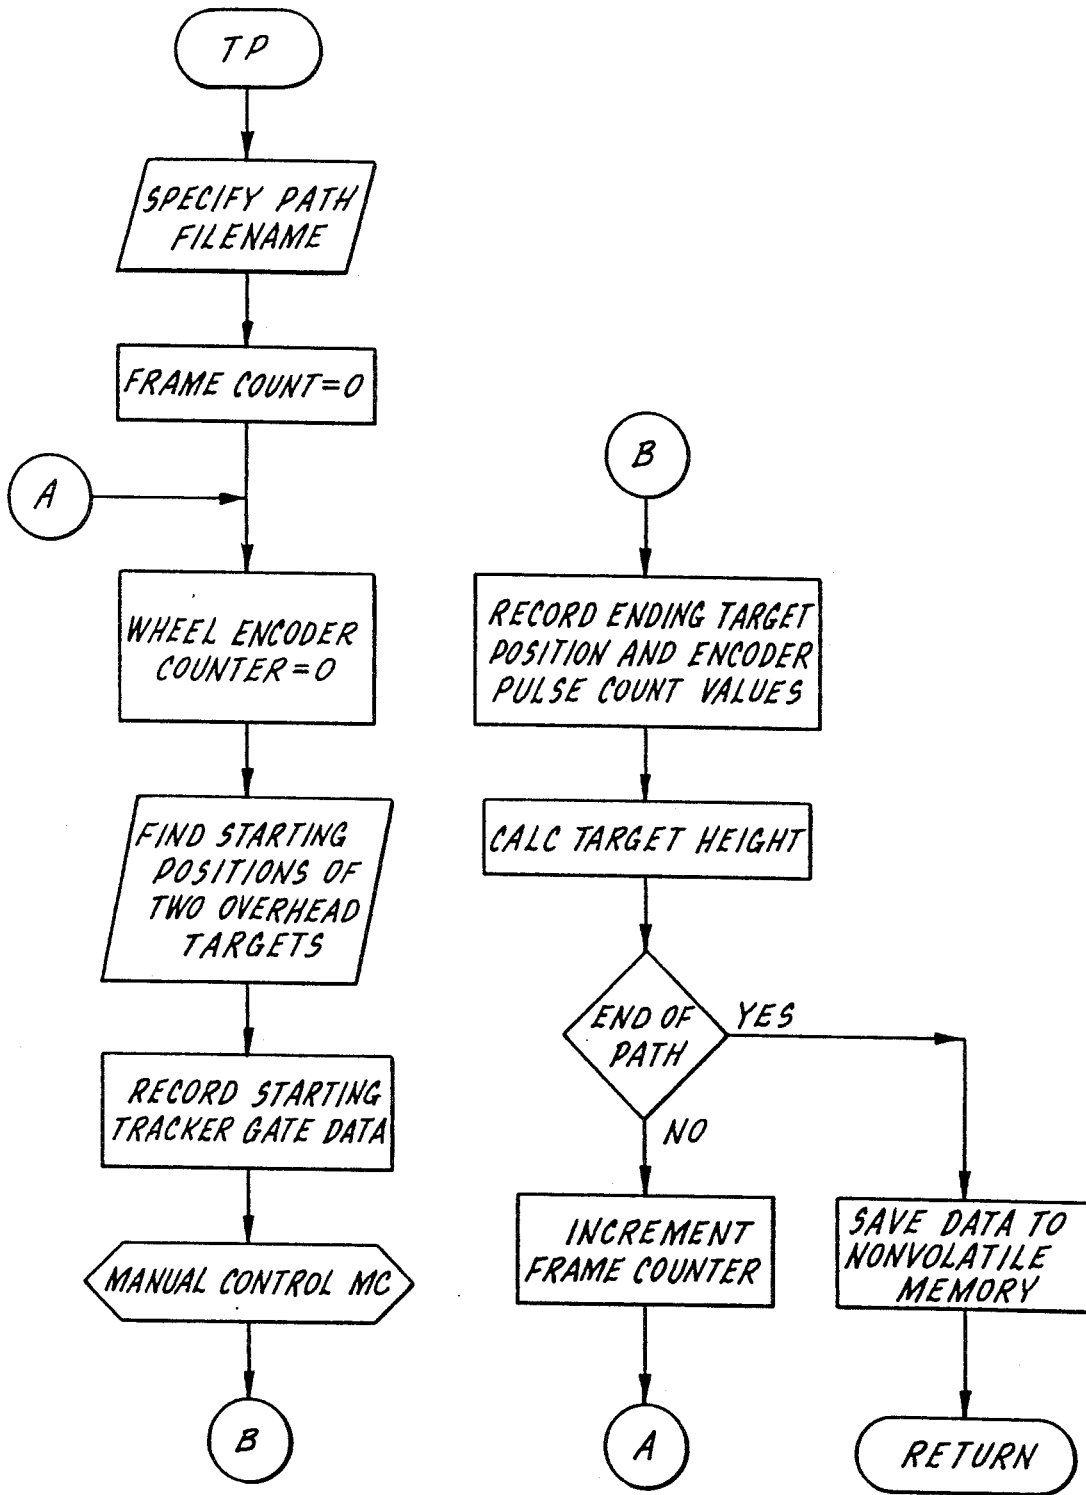 TP
SPECIFY PATH
FILENAME
FRAME COUNT=0
A
WHEEL ENCODER
COUNTER=0
FIND STARTING
POSITIONS OF
TWO OVERHEAD
TARGETS
RECORD STARTING
TRACKER GATE DATA
MANUAL CONTROL MC
B
B
RECORD ENDING TARGET
POSITION AND ENCODER
PULSE COUNT VALUES
CALC TARGET HEIGHT
END OF
PATH
YES
NO
INCREMENT
FRAME COUNTER
A
SAVE DATA TO
NONVOLATILE
MEMORY
RETURN